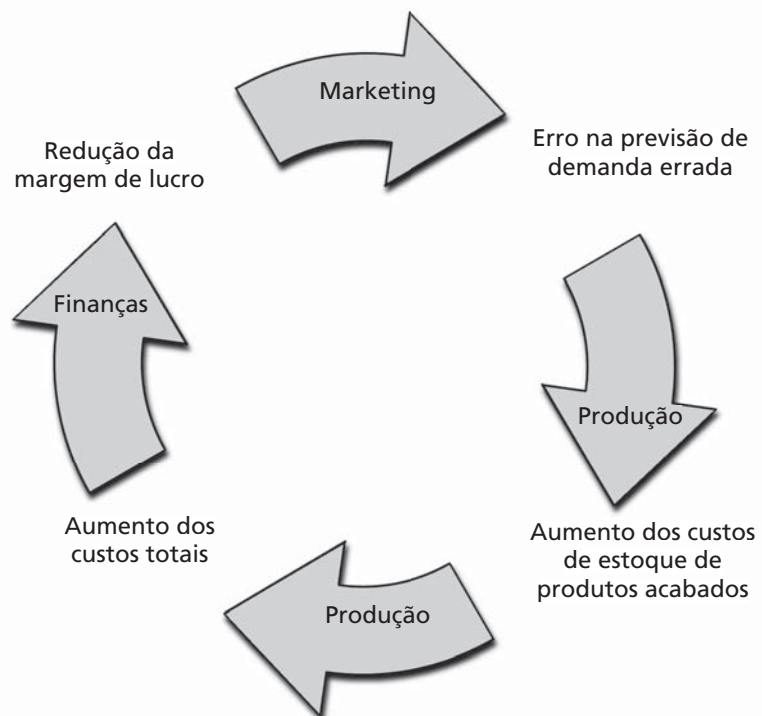 Marketing
Erro na previsão de
demanda errada
Produção
Aumento dos custos
de estoque de
produtos acabados
Produção
Aumento dos
custos totais
Finanças
Redução da
margem de lucro